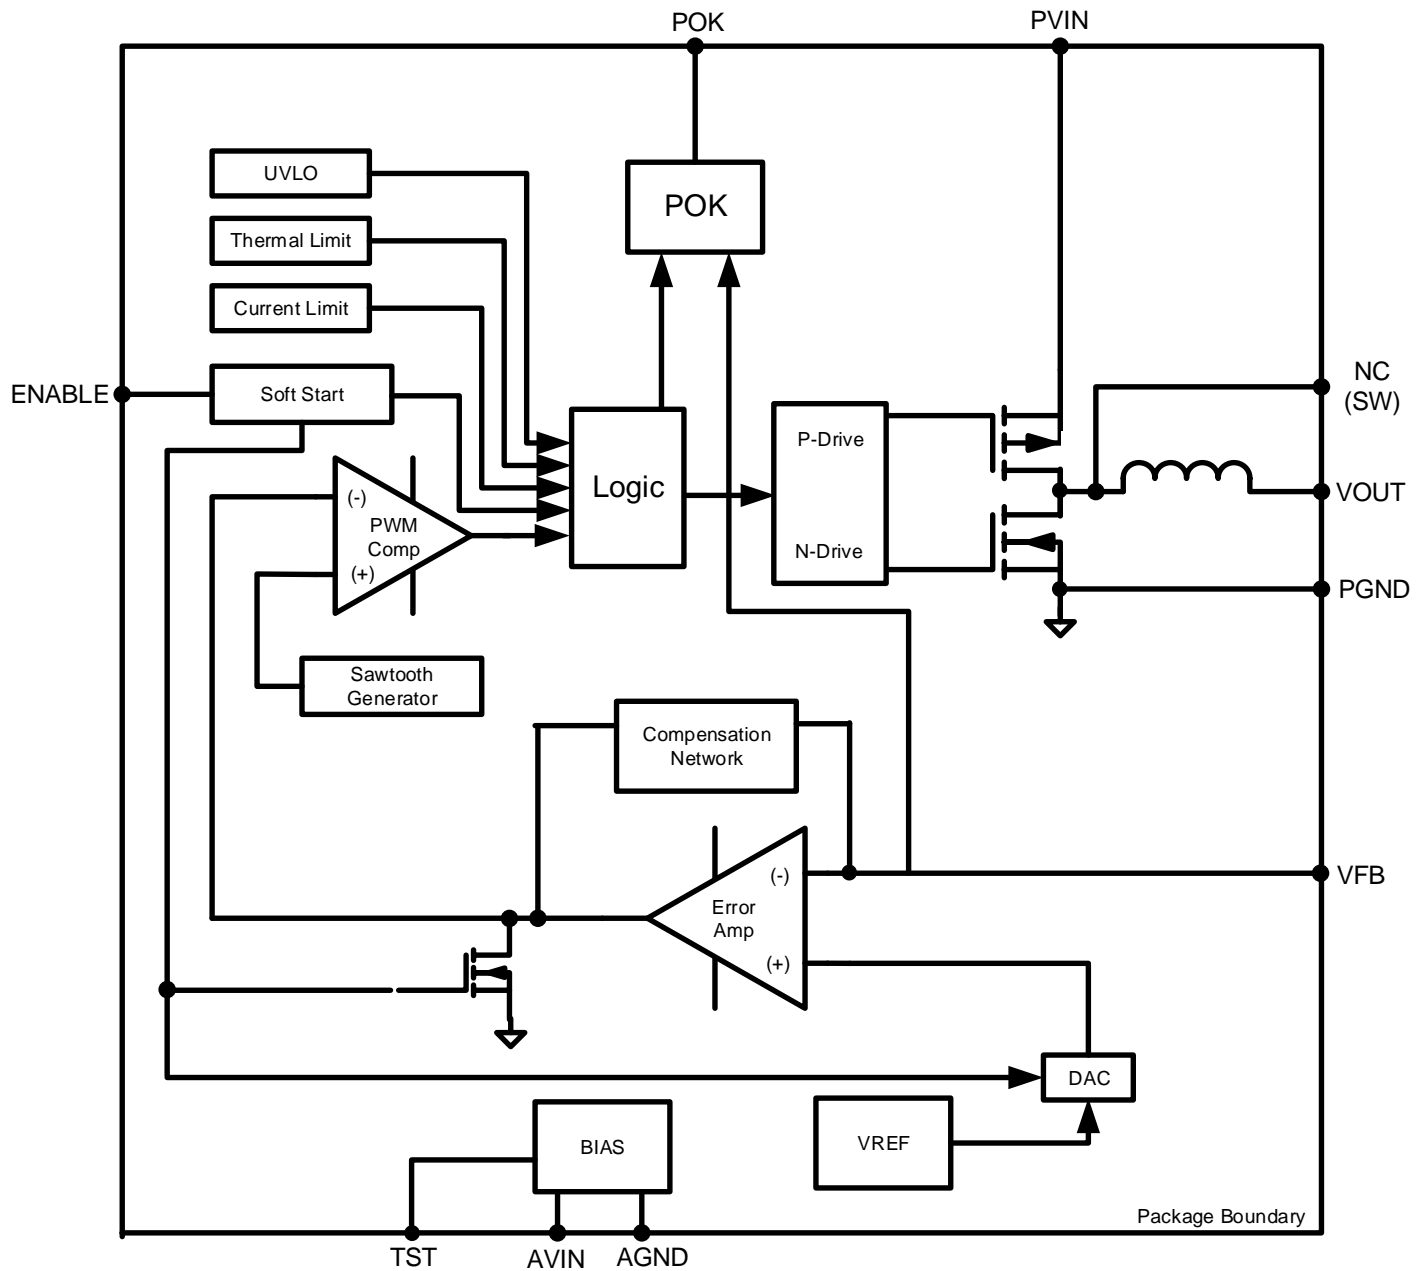 POK
PVIN
UVLO
POK
Thermal Limit
Current Limit
ENABLE
Soft Start
NC
(SW)
P-Drive
Logic
(-)
PWM
Comp
(+)
VOUT
N-Drive
PGND
Sawtooth
Generator
Compensation
Network
(-)
VFB
Error
Amp
(+)
DAC
BIAS
VREF
Package Boundary
TST
AVIN
AGND